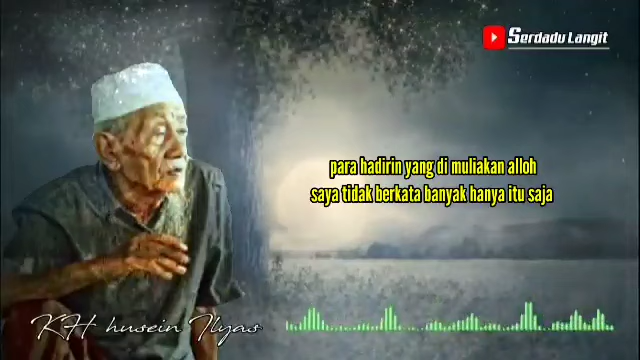 Serdadu Langit
para hadirin yang di muliakan alloh
saya tidak berkata banyak hanya itu saja
KH husein Ilyas